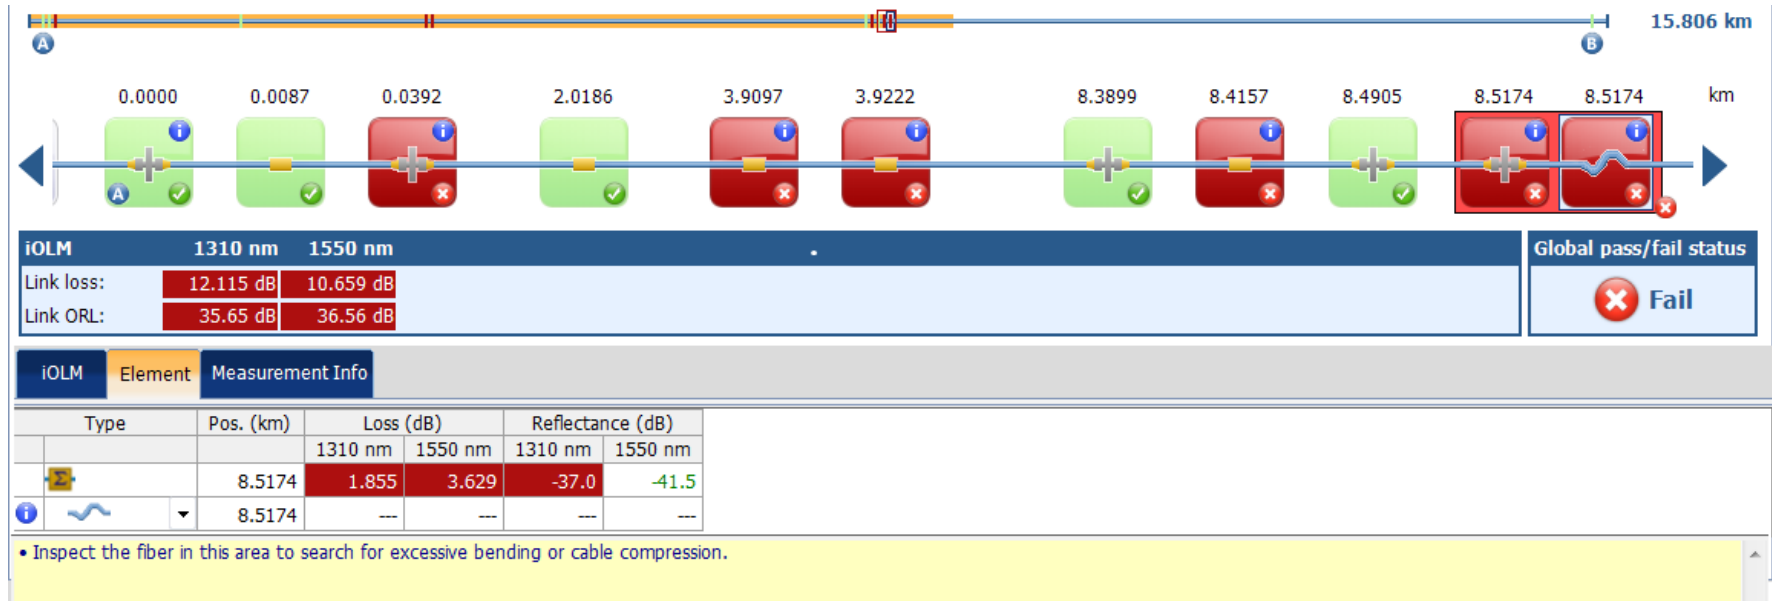 15.806 km
A
B
0.0000 0.0087 0.0392 2.0186 3.9097 3.9222 8.3899 8.4157 8.4905 8.5174 8.5174 km
i i i i i i i
A
iOLM 1310 nm 1550 nm .
Link loss: 12.115 dB 10.659 dB
Link ORL: 35.65 dB 36.56 dB
Global pass/fail status
Fail
iOLM Element Measurement Info
Type Pos. (km) Loss (dB) Reflectance (dB)
1310 nm 1550 nm 1310 nm 1550 nm
Σ 8.5174 1.855 3.629 -37.0 -41.5
i 8.5174 --- --- --- ---
• Inspect the fiber in this area to search for excessive bending or cable compression.